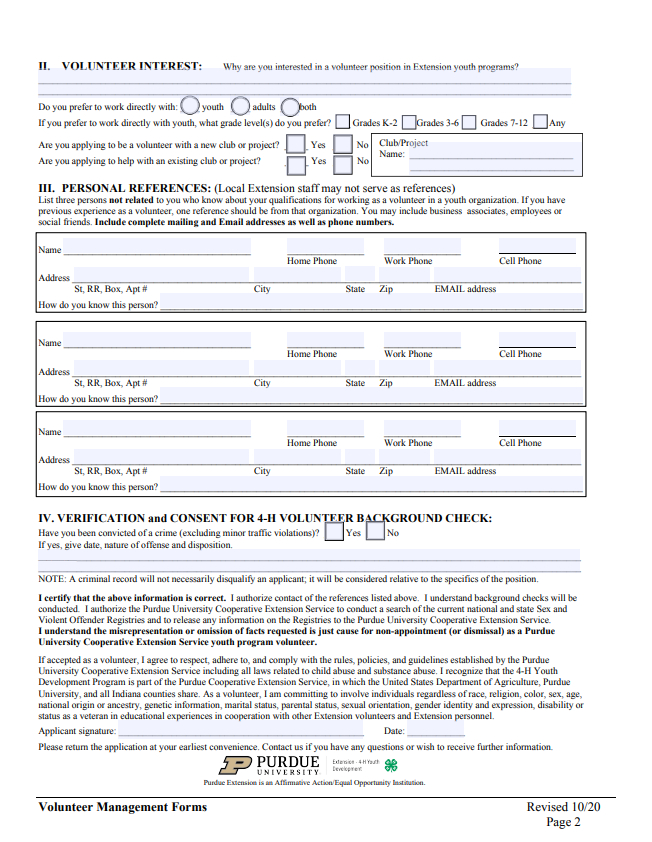 II. VOLUNTEER INTEREST: Why are you interested in a volunteer position in Extension youth programs?
Do you prefer to work directly with: youth adults both
If you prefer to work directly with youth, what grade level(s) do you prefer? Grades K-2 Grades 3-6 Grades 7-12 Any
Are you applying to be a volunteer with a new club or project? Yes No
Club/Project
Name:
Are you applying to help with an existing club or project? Yes No
III. PERSONAL REFERENCES: (Local Extension staff may not serve as references)
List three persons not related to you who know about your qualifications for working as a volunteer in a youth organization. If you have
previous experience as a volunteer, one reference should be from that organization. You may include business associates, employees or
social friends. Include complete mailing and Email addresses as well as phone numbers.
Name
Home Phone Work Phone Cell Phone
Address
St, RR, Box, Apt # City State Zip EMAIL address
How do you know this person?
Name
Home Phone Work Phone Cell Phone
Address
St, RR, Box, Apt # City State Zip EMAIL address
How do you know this person?
Name
Home Phone Work Phone Cell Phone
Address
St, RR, Box, Apt # City State Zip EMAIL address
How do you know this person?
IV. VERIFICATION and CONSENT FOR 4-H VOLUNTEER BACKGROUND CHECK:
Have you been convicted of a crime (excluding minor traffic violations)? Yes No
If yes, give date, nature of offense and disposition.
NOTE: A criminal record will not necessarily disqualify an applicant; it will be considered relative to the specifics of the position.
I certify that the above information is correct. I authorize contact of the references listed above. I understand background checks will be
conducted. I authorize the Purdue University Cooperative Extension Service to conduct a search of the current national and state Sex and
Violent Offender Registries and to release any information on the Registries to the Purdue University Cooperative Extension Service.
I understand the misrepresentation or omission of facts requested is just cause for non-appointment (or dismissal) as a Purdue
University Cooperative Extension Service youth program volunteer.
If accepted as a volunteer, I agree to respect, adhere to, and comply with the rules, policies, and guidelines established by the Purdue
University Cooperative Extension Service including all laws related to child abuse and substance abuse. I recognize that the 4-H Youth
Development Program is part of the Purdue Cooperative Extension Service, in which the United States Department of Agriculture, Purdue
University, and all Indiana counties share. As a volunteer, I am committing to involve individuals regardless of race, religion, color, sex, age,
national origin or ancestry, genetic information, marital status, parental status, sexual orientation, gender identity and expression, disability or
status as a veteran in educational experiences in cooperation with other Extension volunteers and Extension personnel.
Applicant signature: Date:
Please return the application at your earliest convenience. Contact us if you have any questions or wish to receive further information.
P PURDUE UNIVERSITY Extension - 4-H Youth Development
Purdue Extension is an Affirmative Action/Equal Opportunity Institution.
Volunteer Management Forms Revised 10/20
Page 2